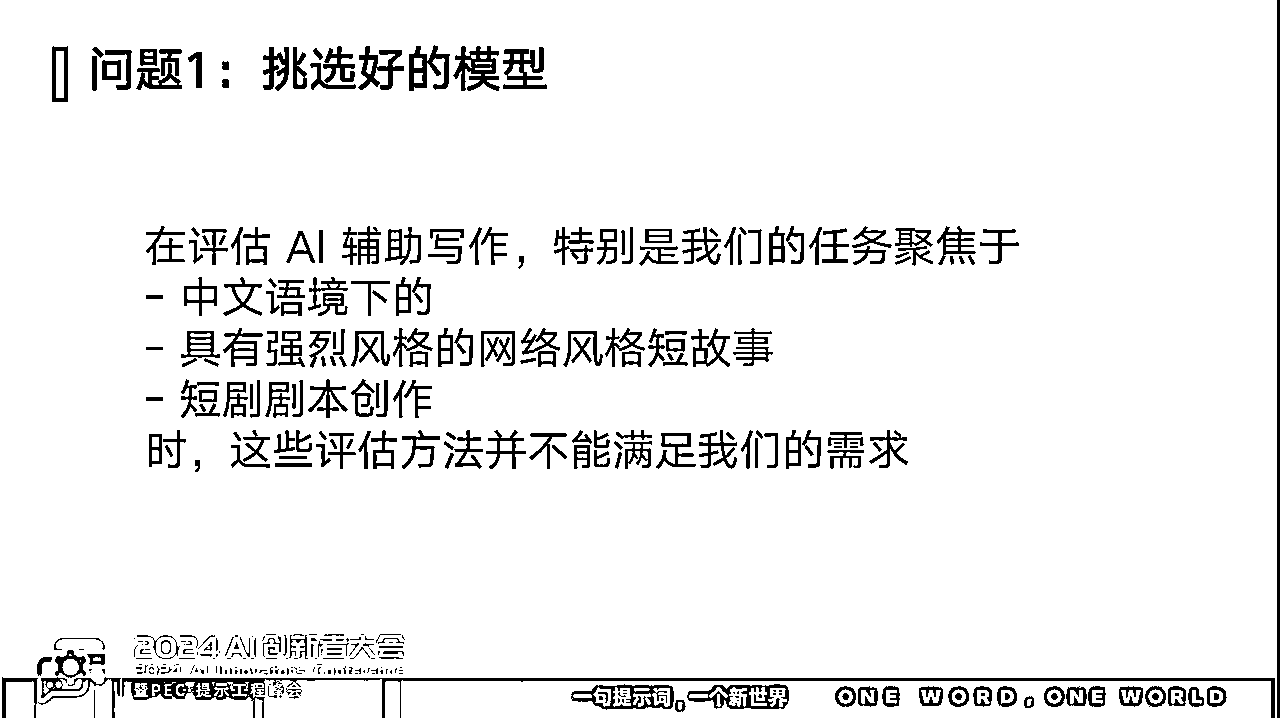 问题1：挑选好的模型
在评估 AI 辅助写作，特别是我们的任务聚焦于
- 中文语境下的
- 具有强烈风格的网络风格短故事
- 短剧剧本创作
时，这些评估方法并不能满足我们的需求
2024 AI 创新者大会
2024 AI Innovators Conference
暨PEC·提示工程峰会
一句提示词。一个新世界
ONE WORD。ONE WORLD